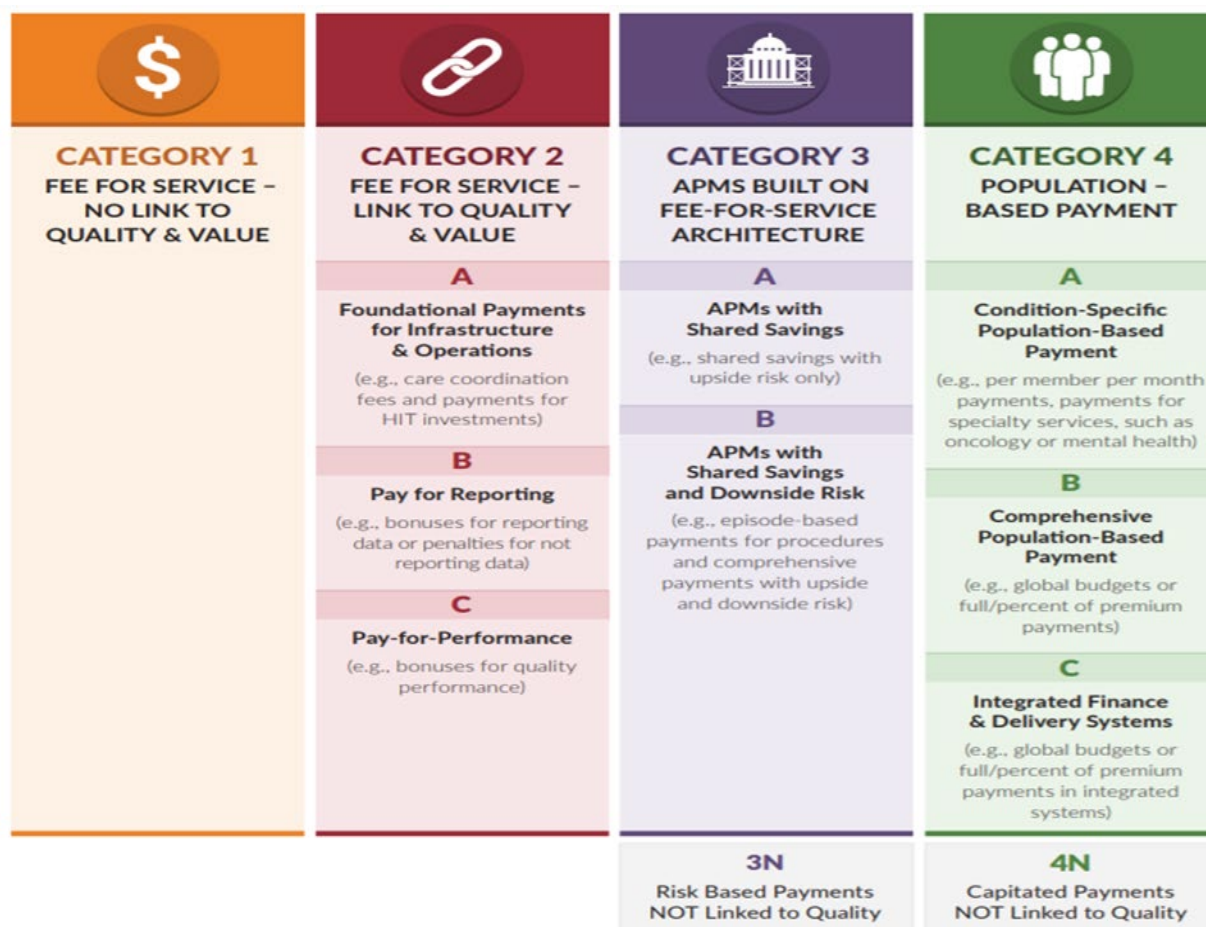 $
CATEGORY 1
FEE FOR SERVICE –
NO LINK TO
QUALITY & VALUE
CATEGORY 2
FEE FOR SERVICE –
LINK TO QUALITY
& VALUE
A
Foundational Payments
for Infrastructure
& Operations
(e.g., care coordination
fees and payments for
HIT investments)
B
Pay for Reporting
(e.g., bonuses for reporting
data or penalties for not
reporting data)
C
Pay-for-Performance
(e.g., bonuses for quality
performance)
CATEGORY 3
APMS BUILT ON
FEE-FOR-SERVICE
ARCHITECTURE
A
APMs with
Shared Savings
(e.g., shared savings with
upside risk only)
B
APMs with
Shared Savings
and Downside Risk
(e.g., episode-based
payments for procedures
and comprehensive
payments with upside
and downside risk)
3N
Risk Based Payments
NOT Linked to Quality
CATEGORY 4
POPULATION –
BASED PAYMENT
A
Condition-Specific
Population-Based
Payment
(e.g., per member per month
payments, payments for
specialty services, such as
oncology or mental health)
B
Comprehensive
Population-Based
Payment
(e.g., global budgets or
full/percent of premium
payments)
C
Integrated Finance
& Delivery Systems
(e.g., global budgets or
full/percent of premium
payments in integrated
systems)
4N
Capitated Payments
NOT Linked to Quality